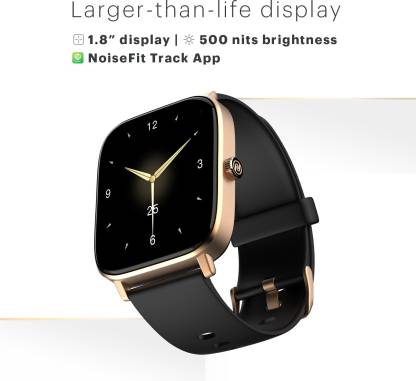 Larger-than-life display
1.8” display | 500 nits brightness
NoiseFit Track App
12
3
9
25
6